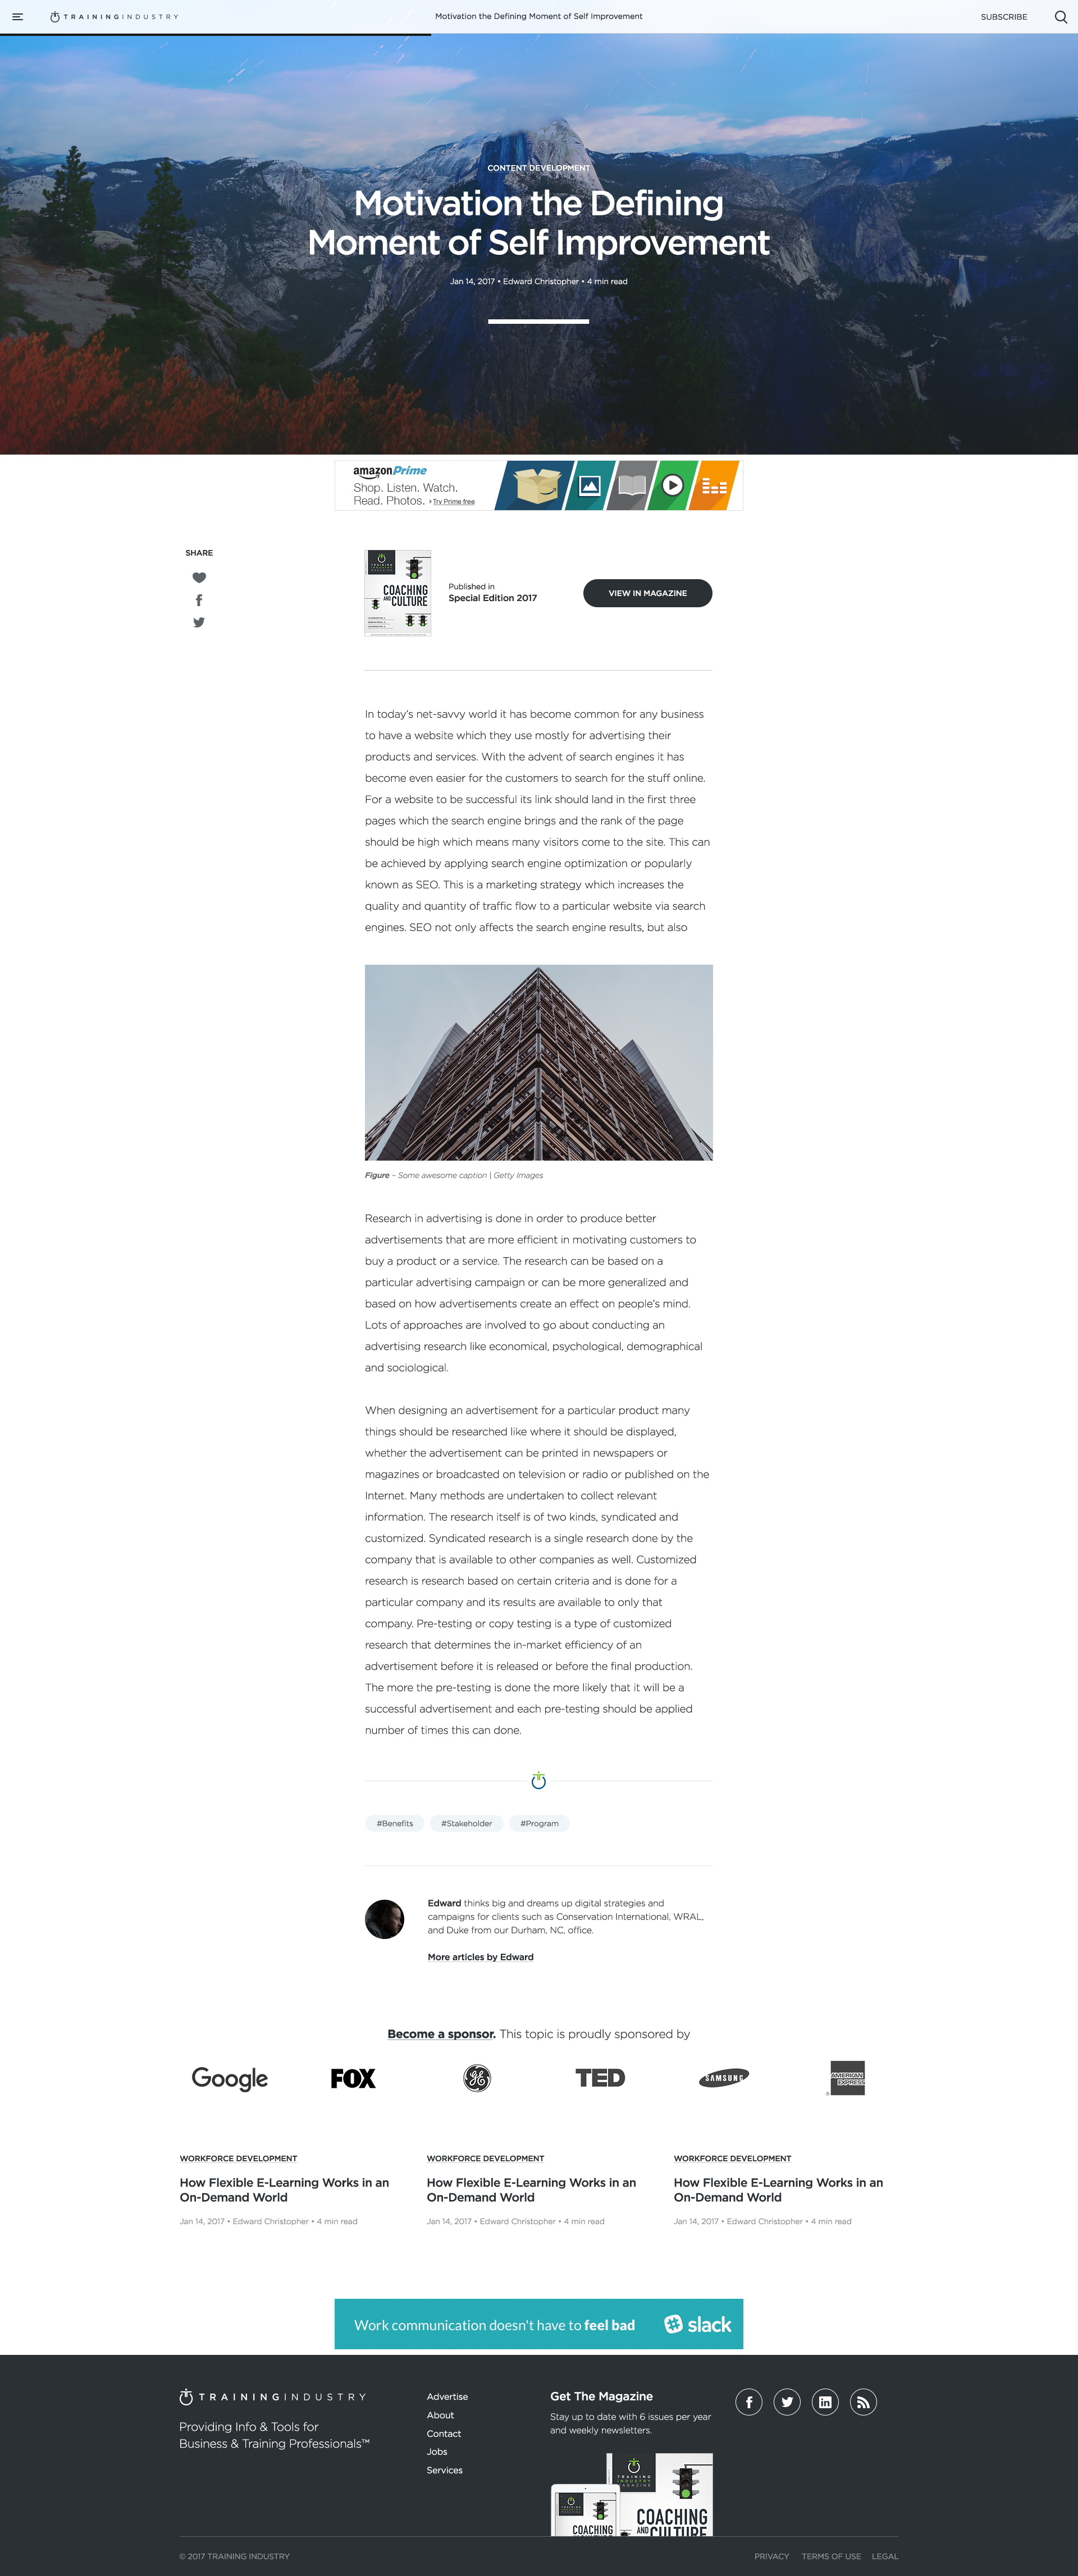 TRAININGINDUSTRY
Motivation the Defining Moment of Self Improvement
SUBSCRIBE
CONTENT DEVELOPMENT
Motivation the Defining
Moment of Self Improvement
Jan 14, 2017 • Edward Christopher • 4 min read
amazonPrime
Shop. Listen. Watch.
Read. Photos. > Try Prime free
SHARE
TRAINING
INDUSTRY
MAGAZINE
COACHING
AND CULTURE
Published in
Special Edition 2017
VIEW IN MAGAZINE
In today’s net-savvy world it has become common for any business
to have a website which they use mostly for advertising their
products and services. With the advent of search engines it has
become even easier for the customers to search for the stuff online.
For a website to be successful its link should land in the first three
pages which the search engine brings and the rank of the page
should be high which means many visitors come to the site. This can
be achieved by applying search engine optimization or popularly
known as SEO. This is a marketing strategy which increases the
quality and quantity of traffic flow to a particular website via search
engines. SEO not only affects the search engine results, but also
Figure – Some awesome caption | Getty Images
Research in advertising is done in order to produce better
advertisements that are more efficient in motivating customers to
buy a product or a service. The research can be based on a
particular advertising campaign or can be more generalized and
based on how advertisements create an effect on people’s mind.
Lots of approaches are involved to go about conducting an
advertising research like economical, psychological, demographical
and sociological.
When designing an advertisement for a particular product many
things should be researched like where it should be displayed,
whether the advertisement can be printed in newspapers or
magazines or broadcasted on television or radio or published on the
Internet. Many methods are undertaken to collect relevant
information. The research itself is of two kinds, syndicated and
customized. Syndicated research is a single research done by the
company that is available to other companies as well. Customized
research is research based on certain criteria and is done for a
particular company and its results are available to only that
company. Pre-testing or copy testing is a type of customized
research that determines the in-market efficiency of an
advertisement before it is released or before the final production.
The more the pre-testing is done the more likely that it will be a
successful advertisement and each pre-testing should be applied
number of times this can done.
#Benefits
#Stakeholder
#Program
Edward thinks big and dreams up digital strategies and
campaigns for clients such as Conservation International, WRAL,
and Duke from our Durham, NC, office.
More articles by Edward
Become a sponsor. This topic is proudly sponsored by
Google
FOX
GE
TED
SAMSUNG
AMERICAN
EXPRESS
WORKFORCE DEVELOPMENT
How Flexible E-Learning Works in an
On-Demand World
Jan 14, 2017 • Edward Christopher • 4 min read
WORKFORCE DEVELOPMENT
How Flexible E-Learning Works in an
On-Demand World
Jan 14, 2017 • Edward Christopher • 4 min read
WORKFORCE DEVELOPMENT
How Flexible E-Learning Works in an
On-Demand World
Jan 14, 2017 • Edward Christopher • 4 min read
Work communication doesn't have to feel bad
slack
TRAININGINDUSTRY
Providing Info & Tools for
Business & Training Professionals™
Advertise
About
Contact
Jobs
Services
Get The Magazine
Stay up to date with 6 issues per year
and weekly newsletters.
TRAINING
INDUSTRY
MAGAZINE
COACHING
AND CULTURE
COACHING
© 2017 TRAINING INDUSTRY
PRIVACY
TERMS OF USE
LEGAL